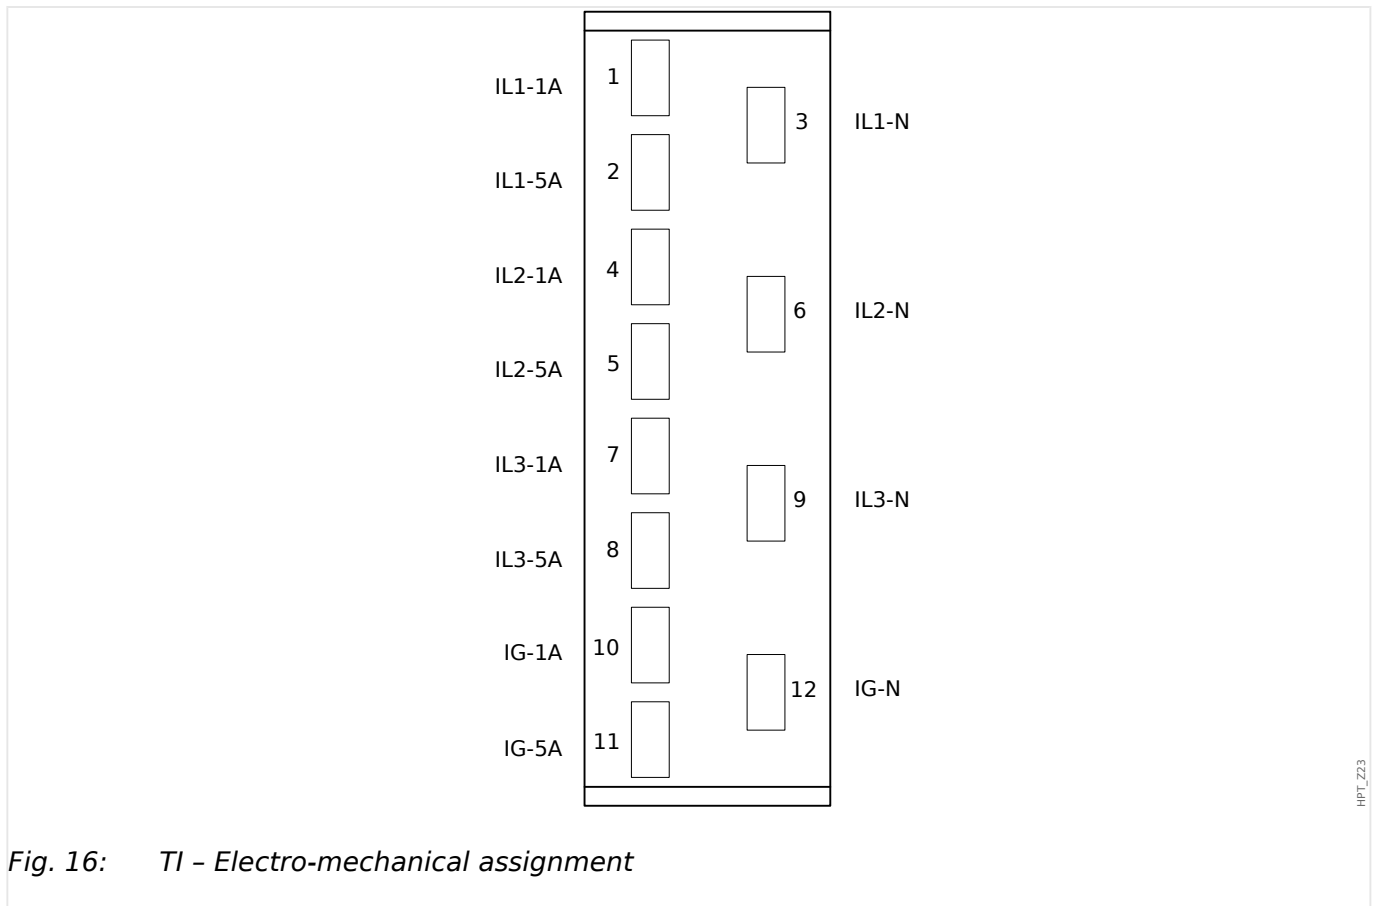 IL1-1A 1
3 IL1-N
IL1-5A 2
IL2-1A 4
6 IL2-N
IL2-5A 5
IL3-1A 7
9 IL3-N
IL3-5A 8
IG-1A 10
12 IG-N
IG-5A 11
HPT_Z23
Fig. 16: TI – Electro-mechanical assignment